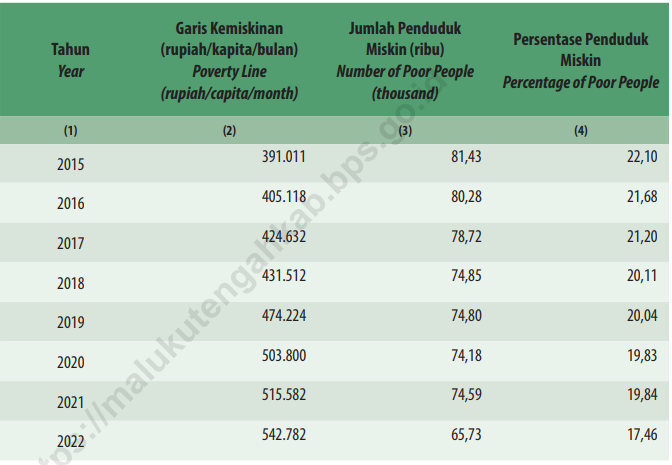 Tahun
Year
Garis Kemiskinan
(rupiah/kapita/bulan)
Poverty Line
(rupiah/capita/month)
Jumlah Penduduk
Miskin (ribu)
Number of Poor People
(thousand)
Persentase Penduduk
Miskin
Percentage of Poor People
(1) (2) (3) (4)
2015 391.011 81,43 22,10
2016 405.118 80,28 21,68
2017 424.632 78,72 21,20
2018 431.512 74,85 20,11
2019 474.224 74,80 20,04
2020 503.800 74,18 19,83
2021 515.582 74,59 19,84
2022 542.782 65,73 17,46
ps://malukutengahkab.bps.go.id